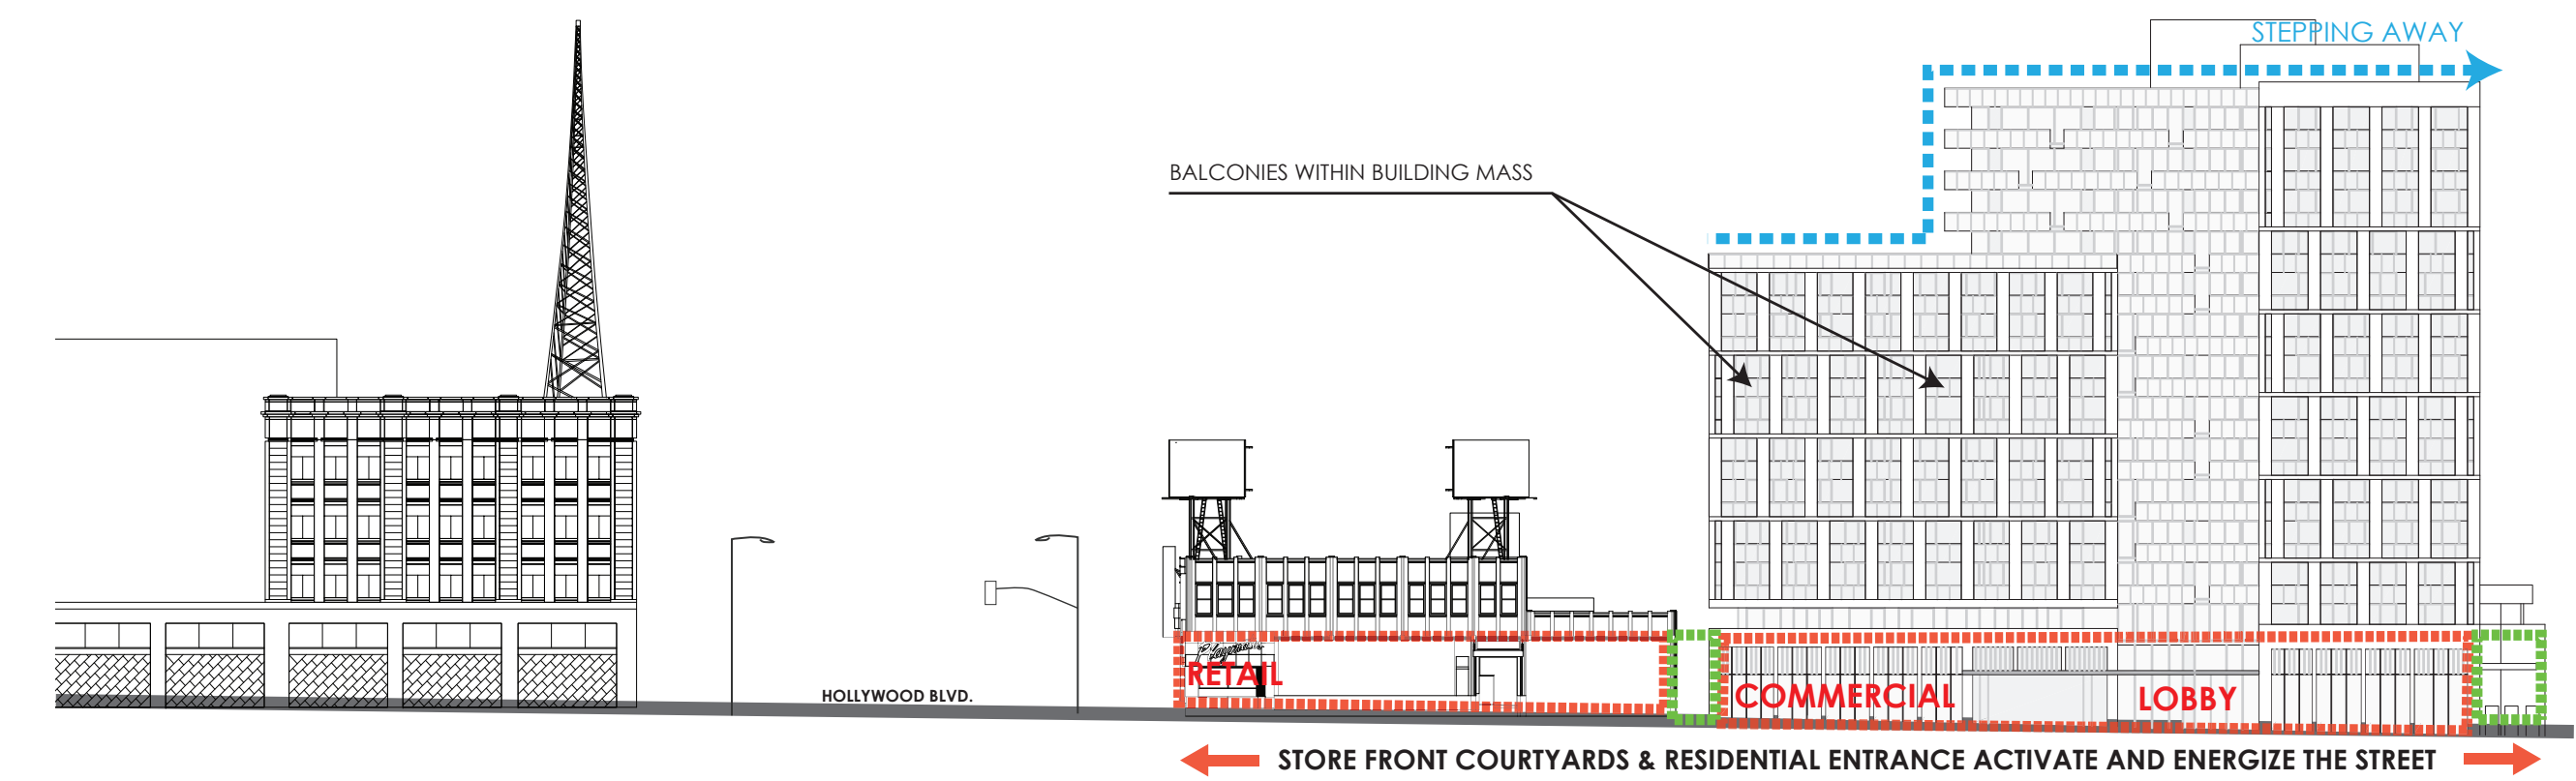 STEPPING AWAY
BALCONIES WITHIN BUILDING MASS
HOLLYWOOD BLVD.
RETAIL
COMMERCIAL
LOBBY
STORE FRONT COURTYARDS & RESIDENTIAL ENTRANCE ACTIVATE AND ENERGIZE THE STREET